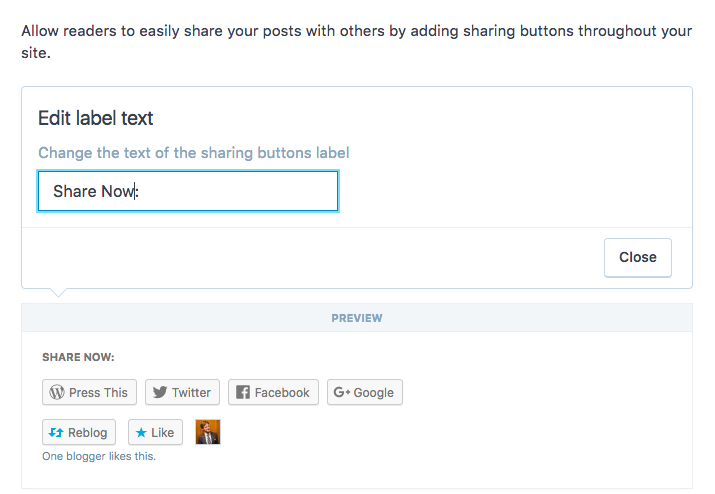 Allow readers to easily share your posts with others by adding sharing buttons throughout your
site.
Edit label text
Change the text of the sharing buttons label
Share Now:
Close
PREVIEW
SHARE NOW:
Press This Twitter Facebook G+ Google
Reblog Like
One blogger likes this.